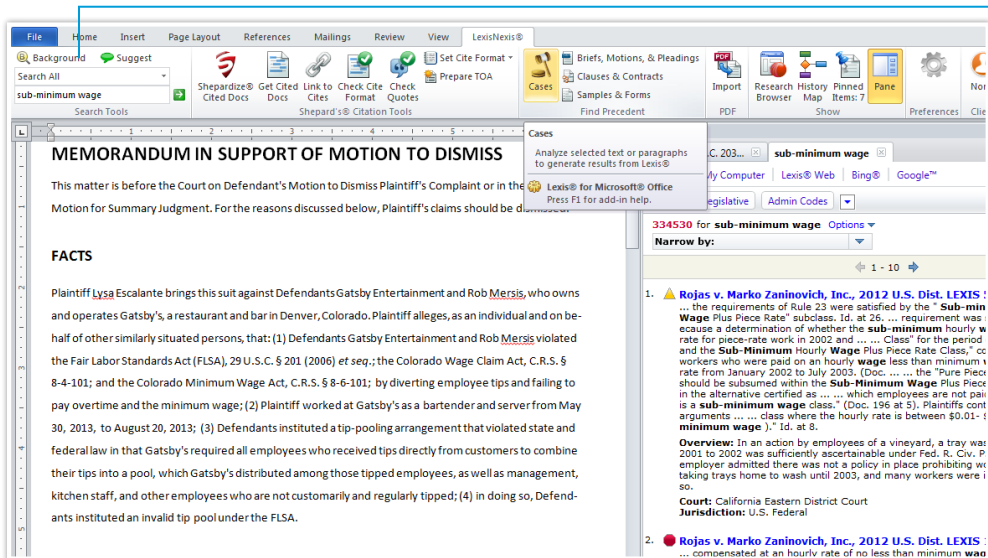 File Home Insert Page Layout References Mailings Review View LexisNexis®
Background Suggest
Search All
sub-minimum wage
Search Tools
Shepardize® Cited Docs
Get Cited Docs
Link to Cites
Check Cite Format
Check Quotes
Set Cite Format
Prepare TOA
Shepard's® Citation Tools
Cases
Briefs, Motions, & Pleadings
Clauses & Contracts
Samples & Forms
Find Precedent
PDF
Import
PDF
Research Browser
History Map
Pinned Items: 7
Pane
Show
Preferences
L
1 2 3 4 5
Cases
Analyze selected text or paragraphs
to generate results from Lexis®
Lexis® for Microsoft® Office
Press F1 for add-in help.
MEMORANDUM IN SUPPORT OF MOTION TO DISMISS
This matter is before the Court on Defendant's Motion to Dismiss Plaintiff's Complaint or in the
Motion for Summary Judgment. For the reasons discussed below, Plaintiff's claims should be dismissed.
FACTS
Plaintiff Lysa Escalante brings this suit against Defendants Gatsby Entertainment and Rob Mersis, who owns
and operates Gatsby's, a restaurant and bar in Denver, Colorado. Plaintiff alleges, as an individual and on be-
half of other similarly situated persons, that: (1) Defendants Gatsby Entertainment and Rob Mersis violated
the Fair Labor Standards Act (FLSA), 29 U.S.C. § 201 (2006) et seq.; the Colorado Wage Claim Act, C.R.S. §
8-4-101; and the Colorado Minimum Wage Act, C.R.S. § 8-6-101; by diverting employee tips and failing to
pay overtime and the minimum wage; (2) Plaintiff worked at Gatsby's as a bartender and server from May
30, 2013, to August 20, 2013; (3) Defendants instituted a tip-pooling arrangement that violated state and
federal law in that Gatsby's required all employees who received tips directly from customers to combine
their tips into a pool, which Gatsby's distributed among those tipped employees, as well as management,
kitchen staff, and other employees who are not customarily and regularly tipped; (4) in doing so, Defend-
ants instituted an invalid tip pool under the FLSA.
.C. 203... sub-minimum wage
My Computer Lexis® Web Bing® Google™
egislative Admin Codes
334530 for sub-minimum wage Options
Narrow by:
1 - 10
1. Rojas v. Marko Zaninovich, Inc., 2012 U.S. Dist. LEXIS
... the requirements of Rule 23 were satisfied by the " Sub-min
Wage Plus Piece Rate" subclass. Id. at 26. ... requirement was
ecause a determination of whether the sub-minimum hourly w
rate for piece-rate work in 2002 and ... ... Class" for the period
and the Sub-Minimum Hourly Wage Plus Piece Rate Class," co
workers who were paid on an hourly wage less than minimum
rate from January 2002 to July 2003. (Doc. ... ... the "Pure Piece
should be subsumed within the Sub-Minimum Wage Plus Piece
in the alternative certified as ... ... which employees are not paid
is a sub-minimum wage class." (Doc. 196 at 5). Plaintiffs cont
arguments ... ... class where the hourly rate is between $0.01-
minimum wage )." Id. at 8.
Overview: In an action by employees of a vineyard, a tray was
2001 to 2002 was sufficiently ascertainable under Fed. R. Civ. P
employer admitted there was not a policy in place prohibiting wo
taking trays home to wash until 2003, and many workers were i
so.
Court: California Eastern District Court
Jurisdiction: U.S. Federal
2. Rojas v. Marko Zaninovich, Inc., 2012 U.S. Dist. LEXIS
... compensated at an hourly rate of no less than minimum wag